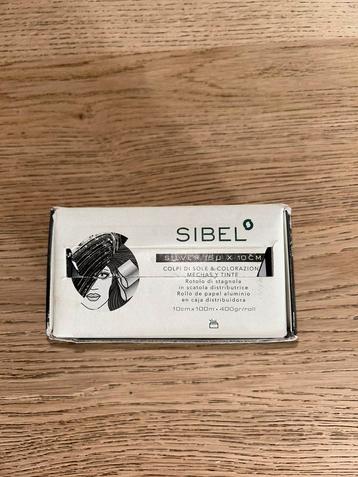 SIBEL
SILVER 15µ X 10CM
COLPI DI SOLE & COLORAZIONI
MECHAS Y TINTE
Rotolo di stagnola
in scatola distributrice
Rollo de papel aluminio
en caja distribuidora
10cm x 100m • 400gr/roll